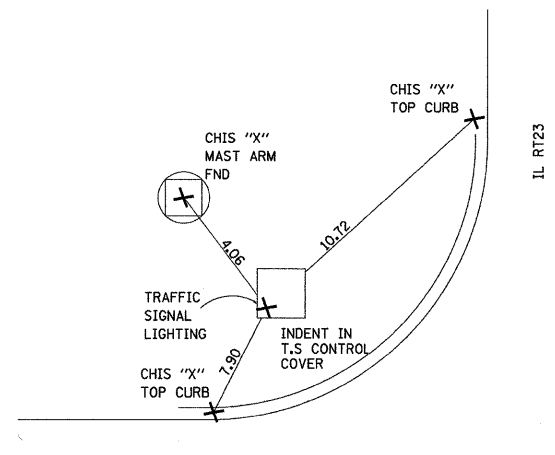 CHIS "X"
TOP CURB
IL RT23
CHIS "X"
MAST ARM
FND
10.72
4.06
TRAFFIC
SIGNAL
LIGHTING
INDENT IN
T.S CONTROL
COVER
7.90
CHIS "X"
TOP CURB